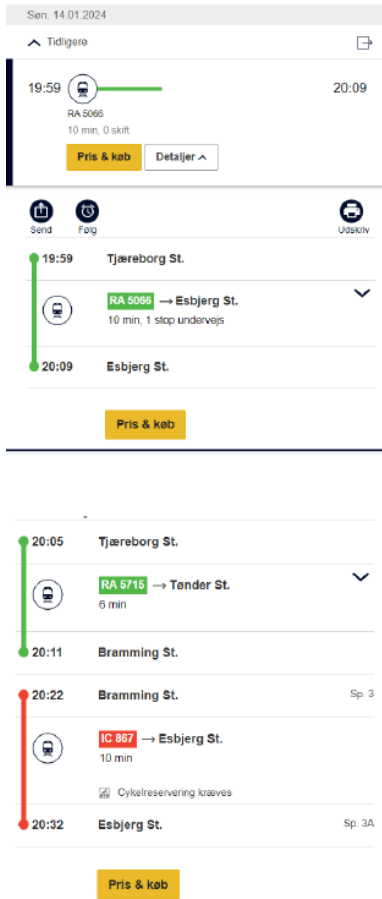 Søn. 14.01.2024
Tidligere
19:59 20:09
RA 5066
10 min, 0 skift
Pris & køb Detaljer
Send Følg Udskriv
19:59 Tjæreborg St.
RA 5066 → Esbjerg St.
10 min, 1 stop undervejs
20:09 Esbjerg St.
Pris & køb
20:05 Tjæreborg St.
RA 5715 → Tønder St.
6 min
20:11 Bramming St.
20:22 Bramming St. Sp. 3
IC 867 → Esbjerg St.
10 min
Cykelreservering kræves
20:32 Esbjerg St. Sp. 3A
Pris & køb